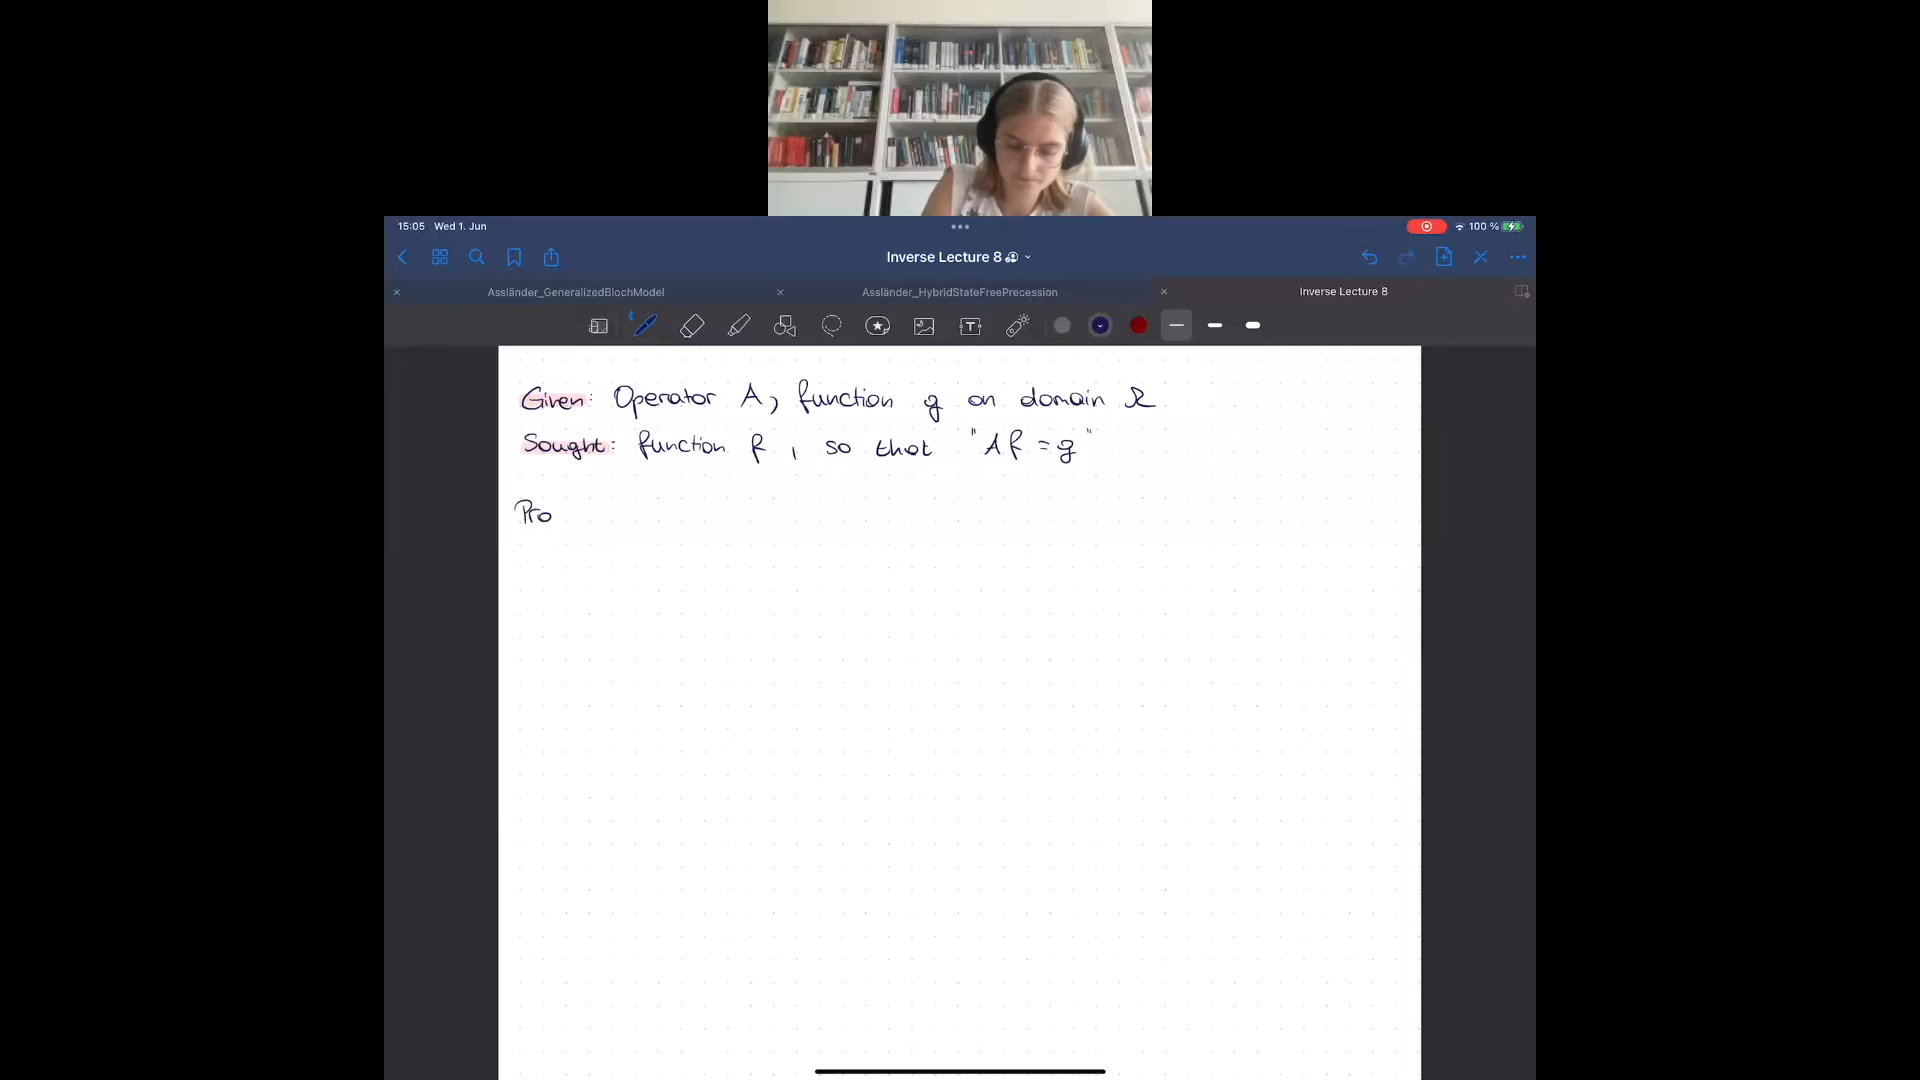 15:05 Wed 1. Jun
100 %
Inverse Lecture 8
Assländer_GeneralizedBlochModel
Assländer_HybridStateFreePrecession
Inverse Lecture 8
Given: Operator A, function g on domain Ω
Sought: function f, so that "Af = g"
Pro